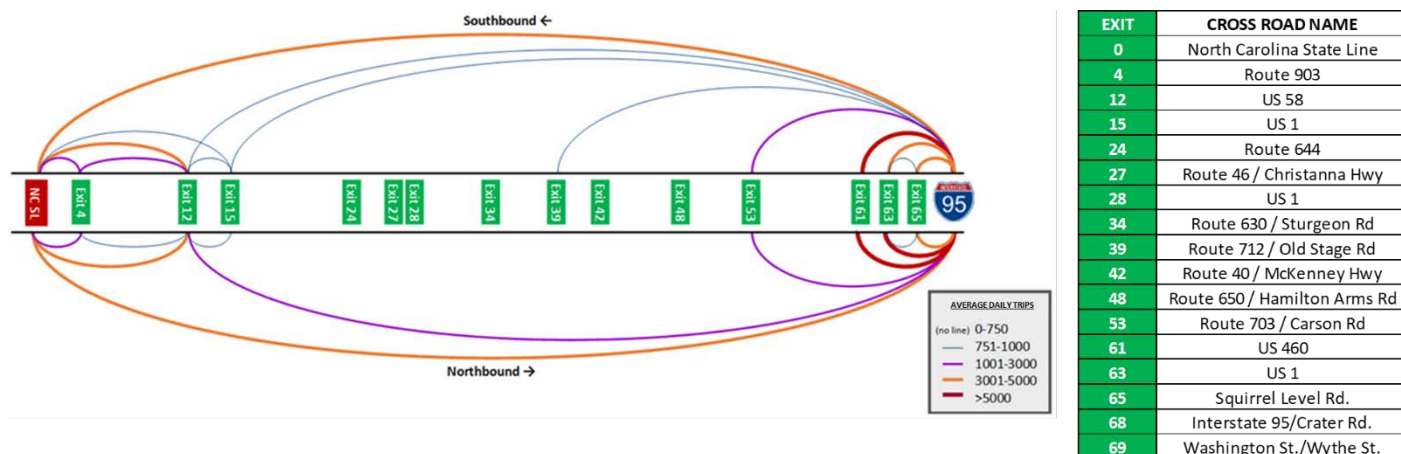 Southbound ←
NC SL
Exit 4
Exit 12
Exit 15
Exit 24
Exit 27
Exit 28
Exit 34
Exit 39
Exit 42
Exit 48
Exit 53
Exit 61
Exit 63
Exit 65
INTERSTATE
95
Northbound →
AVERAGE DAILY TRIPS
(no line) 0-750
751-1000
1001-3000
3001-5000
>5000
EXIT CROSS ROAD NAME
0 North Carolina State Line
4 Route 903
12 US 58
15 US 1
24 Route 644
27 Route 46 / Christanna Hwy
28 US 1
34 Route 630 / Sturgeon Rd
39 Route 712 / Old Stage Rd
42 Route 40 / McKenney Hwy
48 Route 650 / Hamilton Arms Rd
53 Route 703 / Carson Rd
61 US 460
63 US 1
65 Squirrel Level Rd.
68 Interstate 95/Crater Rd.
69 Washington St./Wythe St.